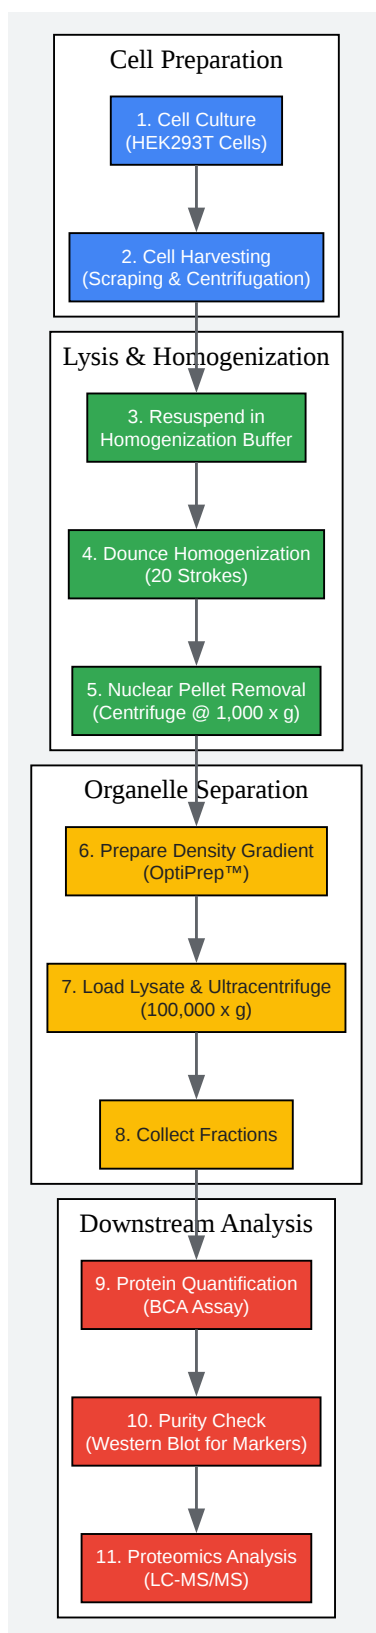 Cell Preparation
1. Cell Culture
(HEK293T Cells)
2. Cell Harvesting
(Scraping & Centrifugation)
Lysis & Homogenization
3. Resuspend in
Homogenization Buffer
4. Dounce Homogenization
(20 Strokes)
5. Nuclear Pellet Removal
(Centrifuge @ 1,000 x g)
Organelle Separation
6. Prepare Density Gradient
(OptiPrep™)
7. Load Lysate & Ultracentrifuge
(100,000 x g)
8. Collect Fractions
Downstream Analysis
9. Protein Quantification
(BCA Assay)
10. Purity Check
(Western Blot for Markers)
11. Proteomics Analysis
(LC-MS/MS)